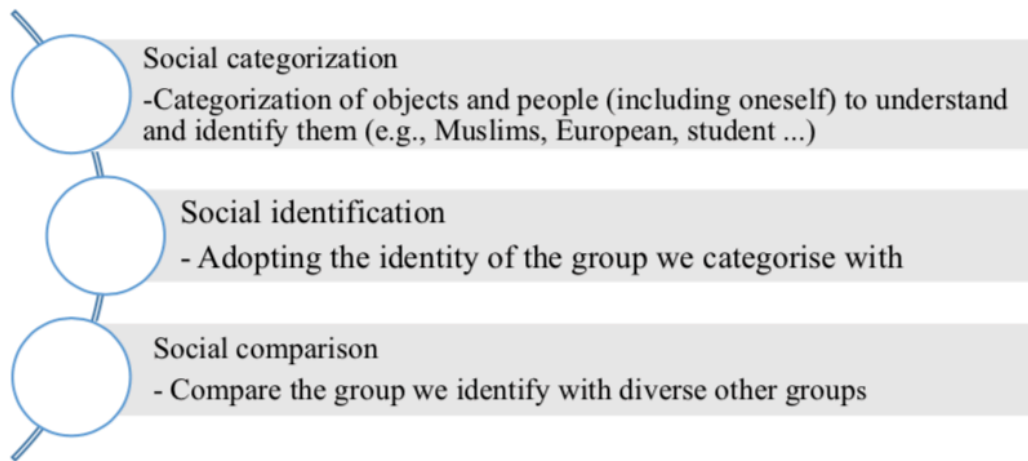 Social categorization
-Categorization of objects and people (including oneself) to understand
and identify them (e.g., Muslims, European, student ...)
Social identification
- Adopting the identity of the group we categorise with
Social comparison
- Compare the group we identify with diverse other groups